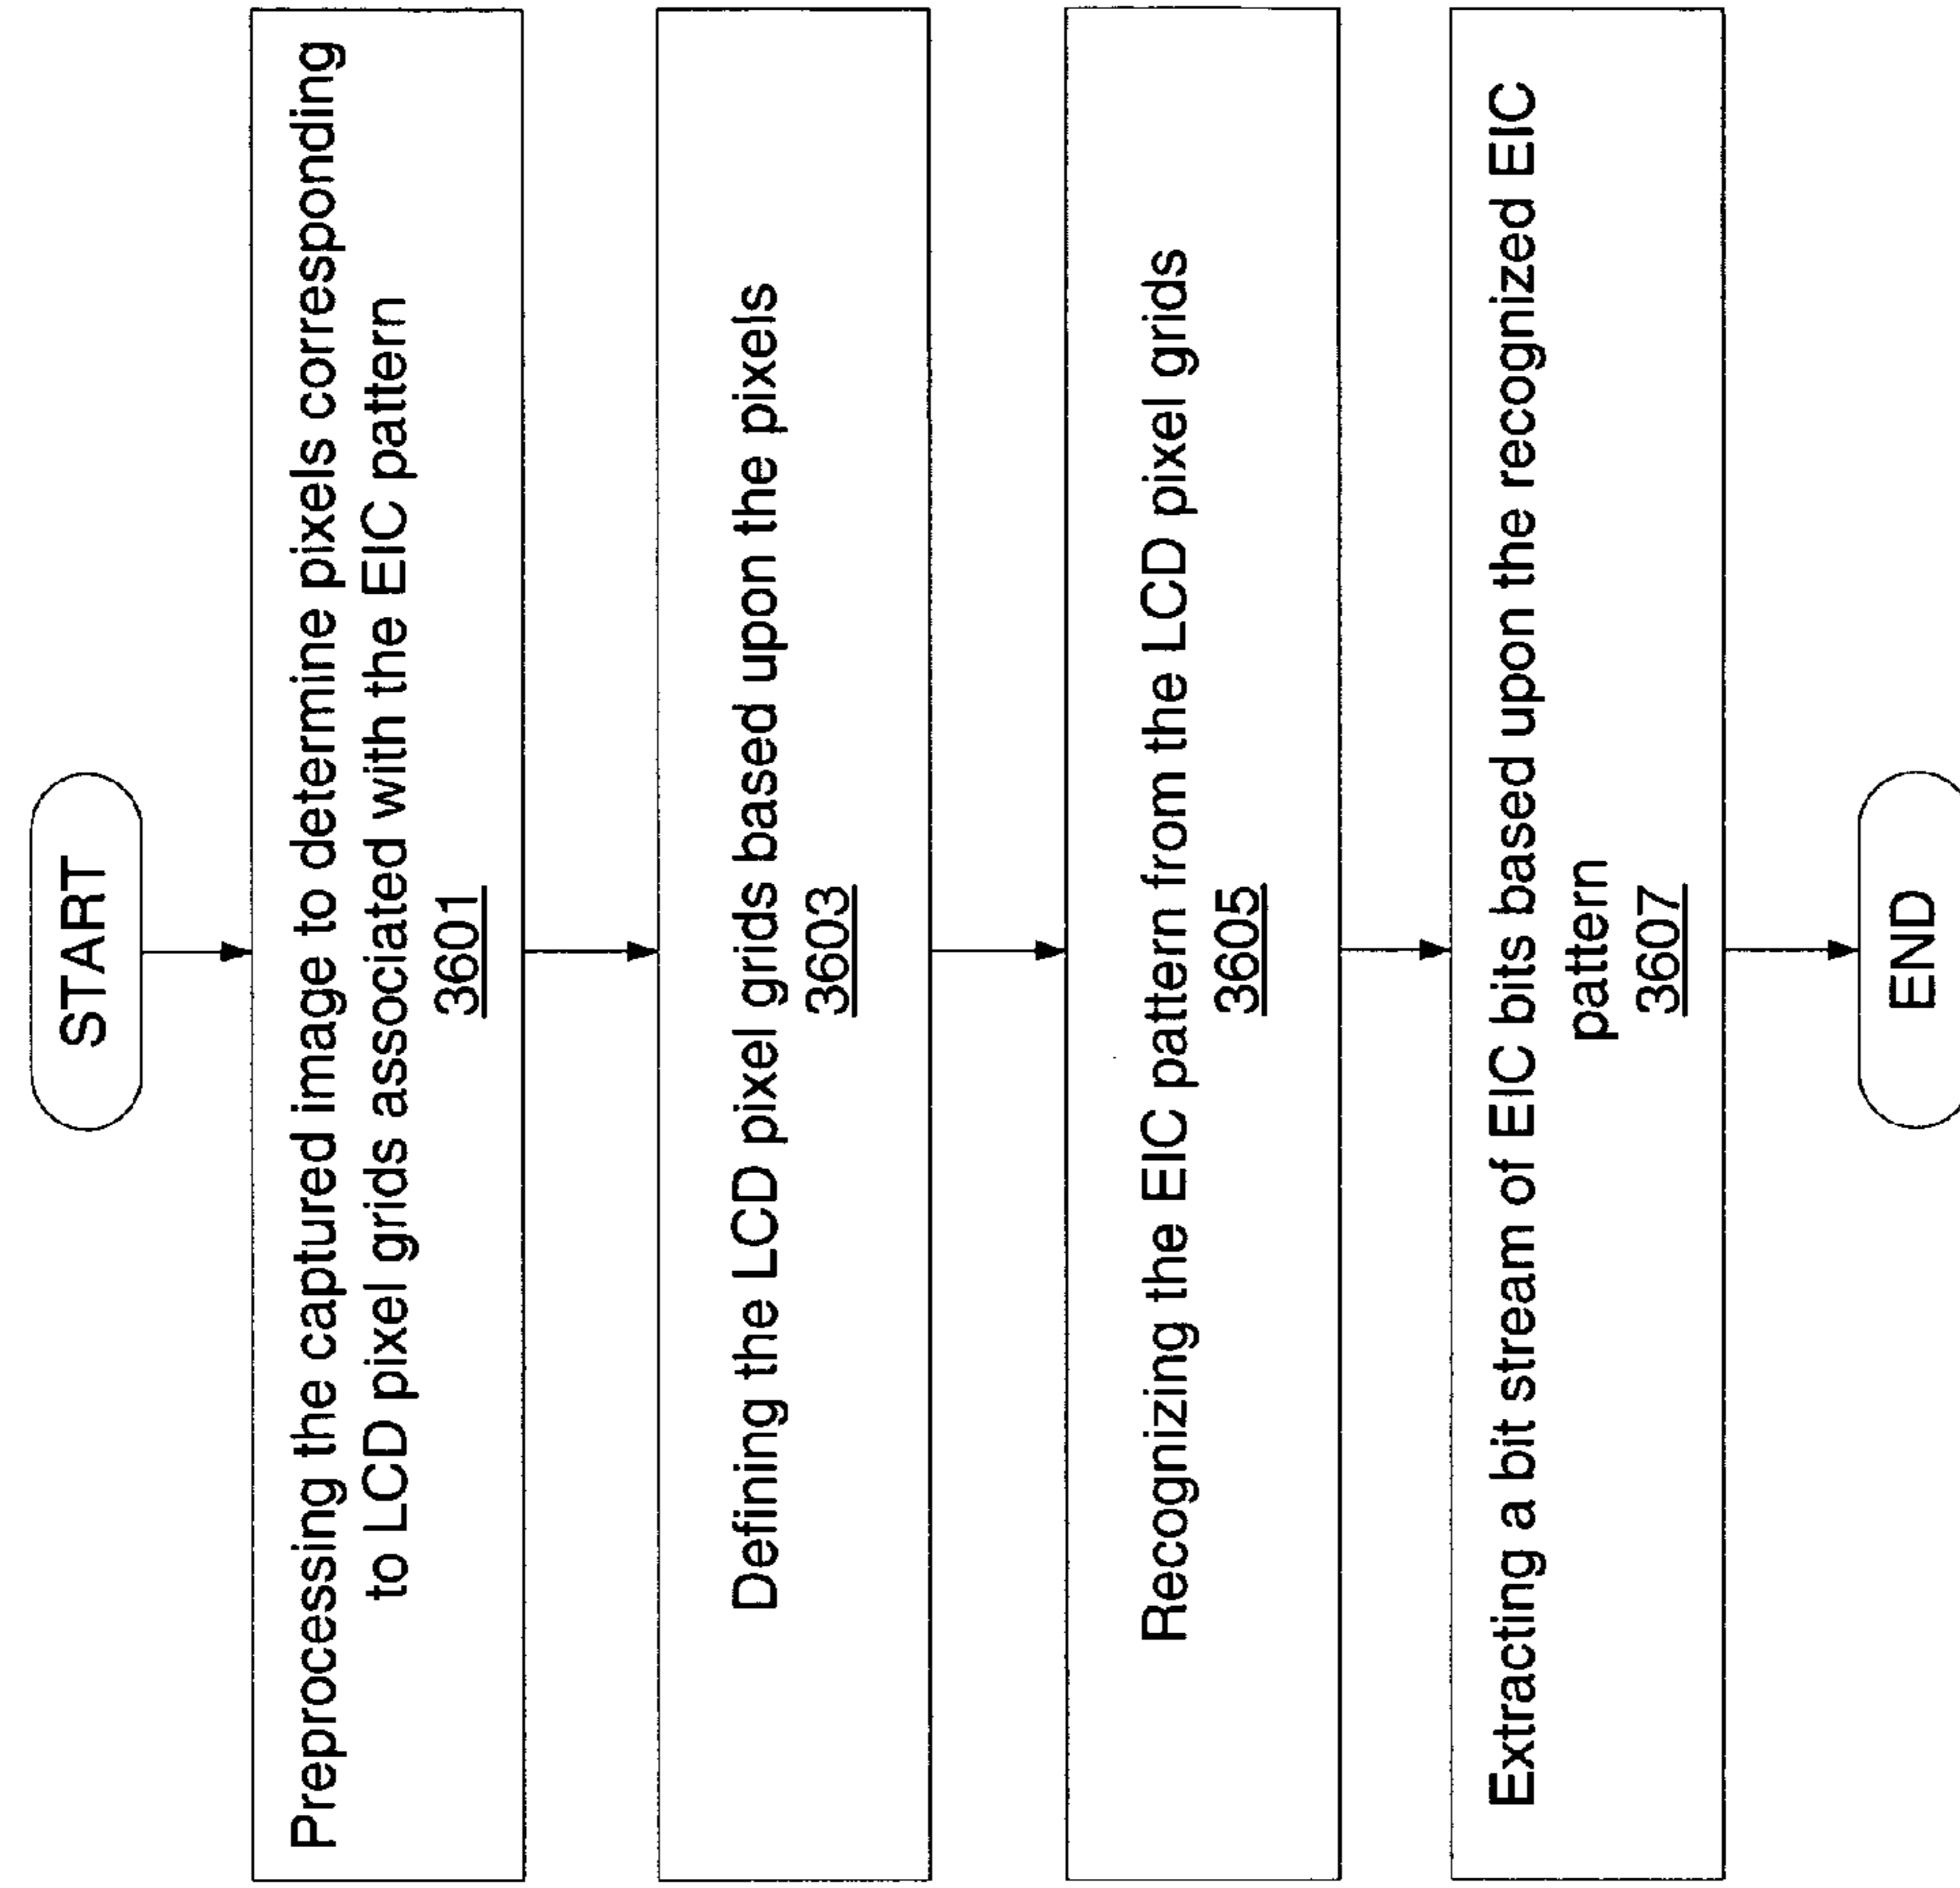 START
Preprocessing the captured image to determine pixels corresponding
to LCD pixel grids associated with the EIC pattern
3601
Defining the LCD pixel grids based upon the pixels
3603
Recognizing the EIC pattern from the LCD pixel grids
3605
Extracting a bit stream of EIC bits based upon the recognized EIC
pattern
3607
END